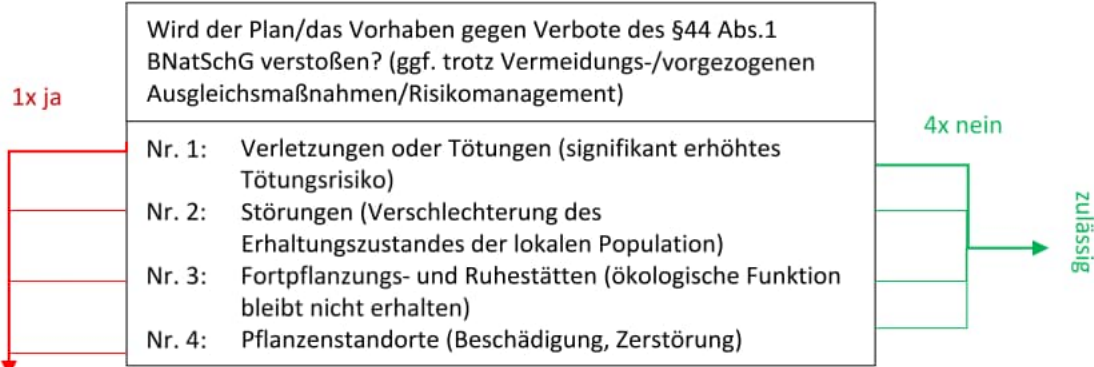 Wird der Plan/das Vorhaben gegen Verbote des §44 Abs.1
BNatSchG verstoßen? (ggf. trotz Vermeidungs-/vorgezogenen
Ausgleichsmaßnahmen/Risikomanagement)
1x ja
4x nein
Nr. 1: Verletzungen oder Tötungen (signifikant erhöhtes
Tötungsrisiko)
Nr. 2: Störungen (Verschlechterung des
Erhaltungszustandes der lokalen Population)
Nr. 3: Fortpflanzungs- und Ruhestätten (ökologische Funktion
bleibt nicht erhalten)
Nr. 4: Pflanzenstandorte (Beschädigung, Zerstörung)
zulässig